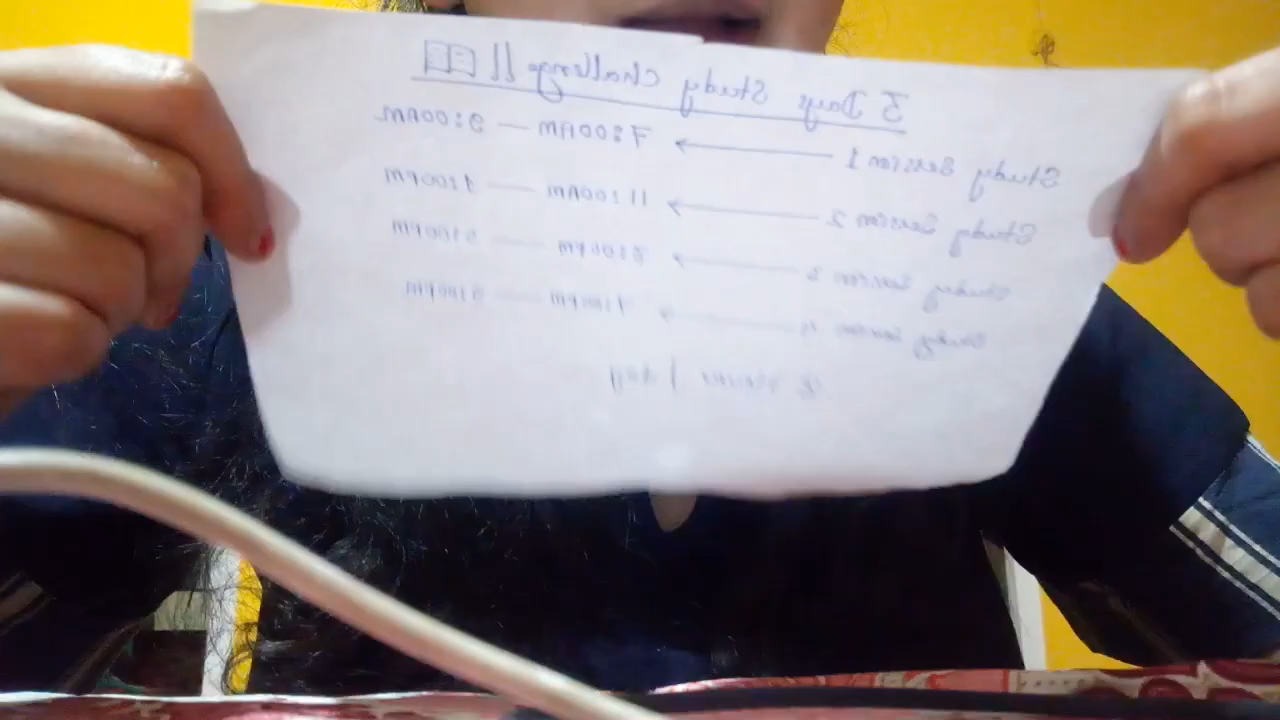 3 Days Study Challenge !!
Study Session 1 → 7:00AM — 9:00AM
Study Session 2 → 11:00AM — 1:00PM
Study Session 3 → :00PM — 5:00PM
Study Session 4 → 7:00PM — 9:00PM
8 Hours / day